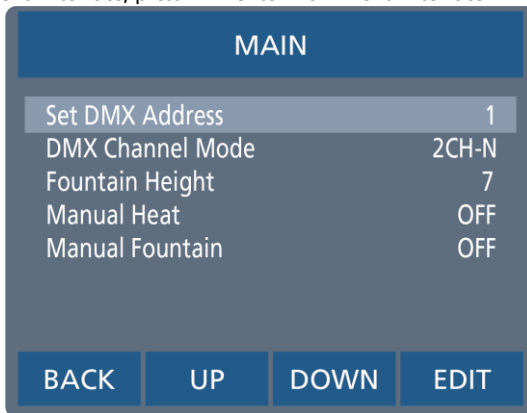 MAIN
Set DMX Address 1
DMX Channel Mode 2CH-N
Fountain Height 7
Manual Heat OFF
Manual Fountain OFF
BACK UP DOWN EDIT